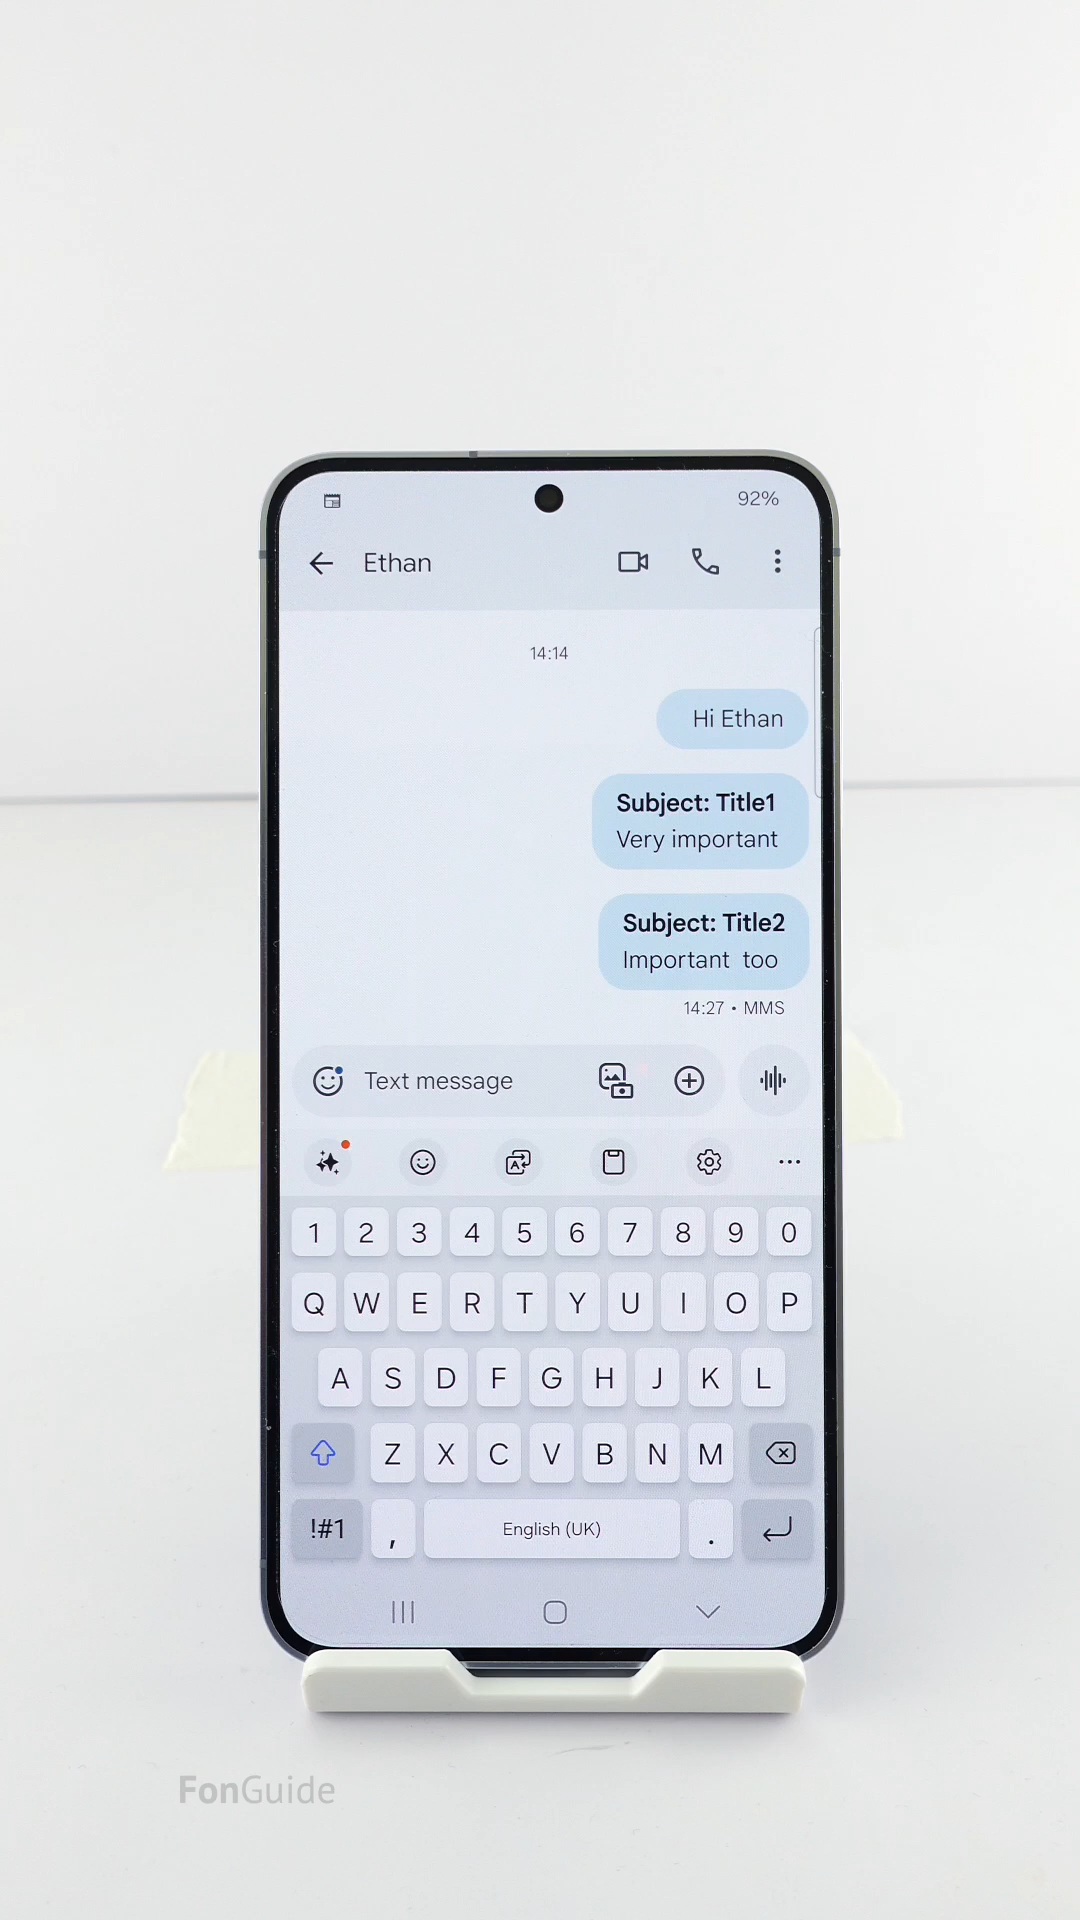 92%
Ethan
14:14
Hi Ethan
Subject: Title1
Very important
Subject: Title2
Important too
14:27 • MMS
Text message
1 2 3 4 5 6 7 8 9 0
Q W E R T Y U I O P
A S D F G H J K L
Z X C V B N M
!#1 , English (UK) .
FonGuide